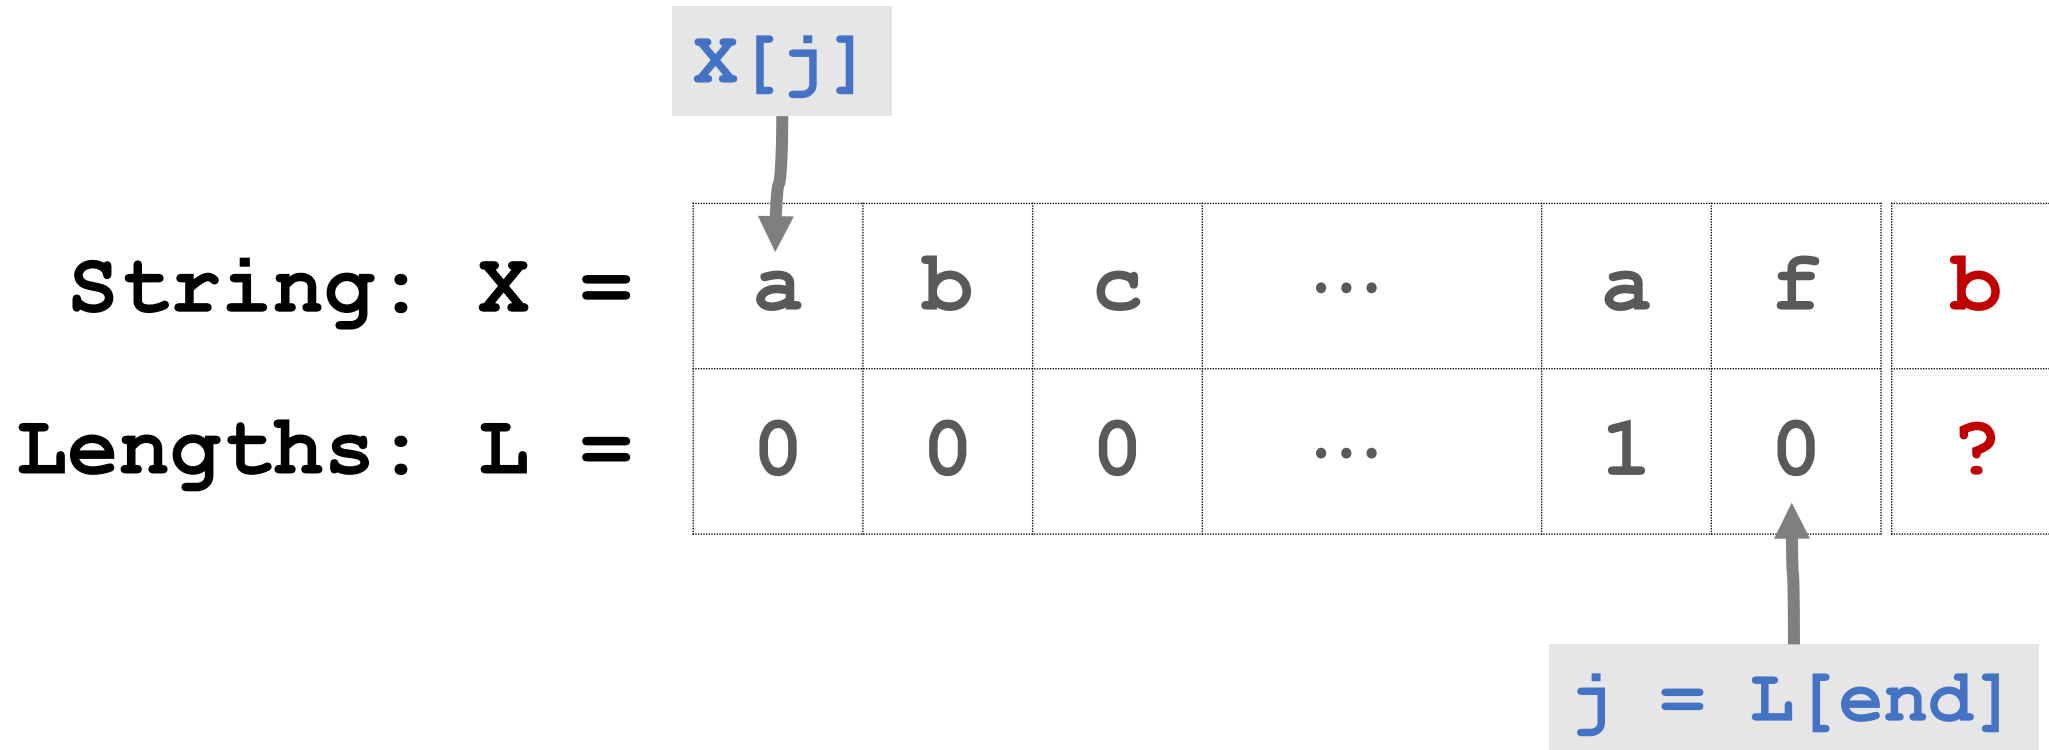 X[j]
String: X = a b c ... a f b
Lengths: L = 0 0 0 ... 1 0 ?
j = L[end]